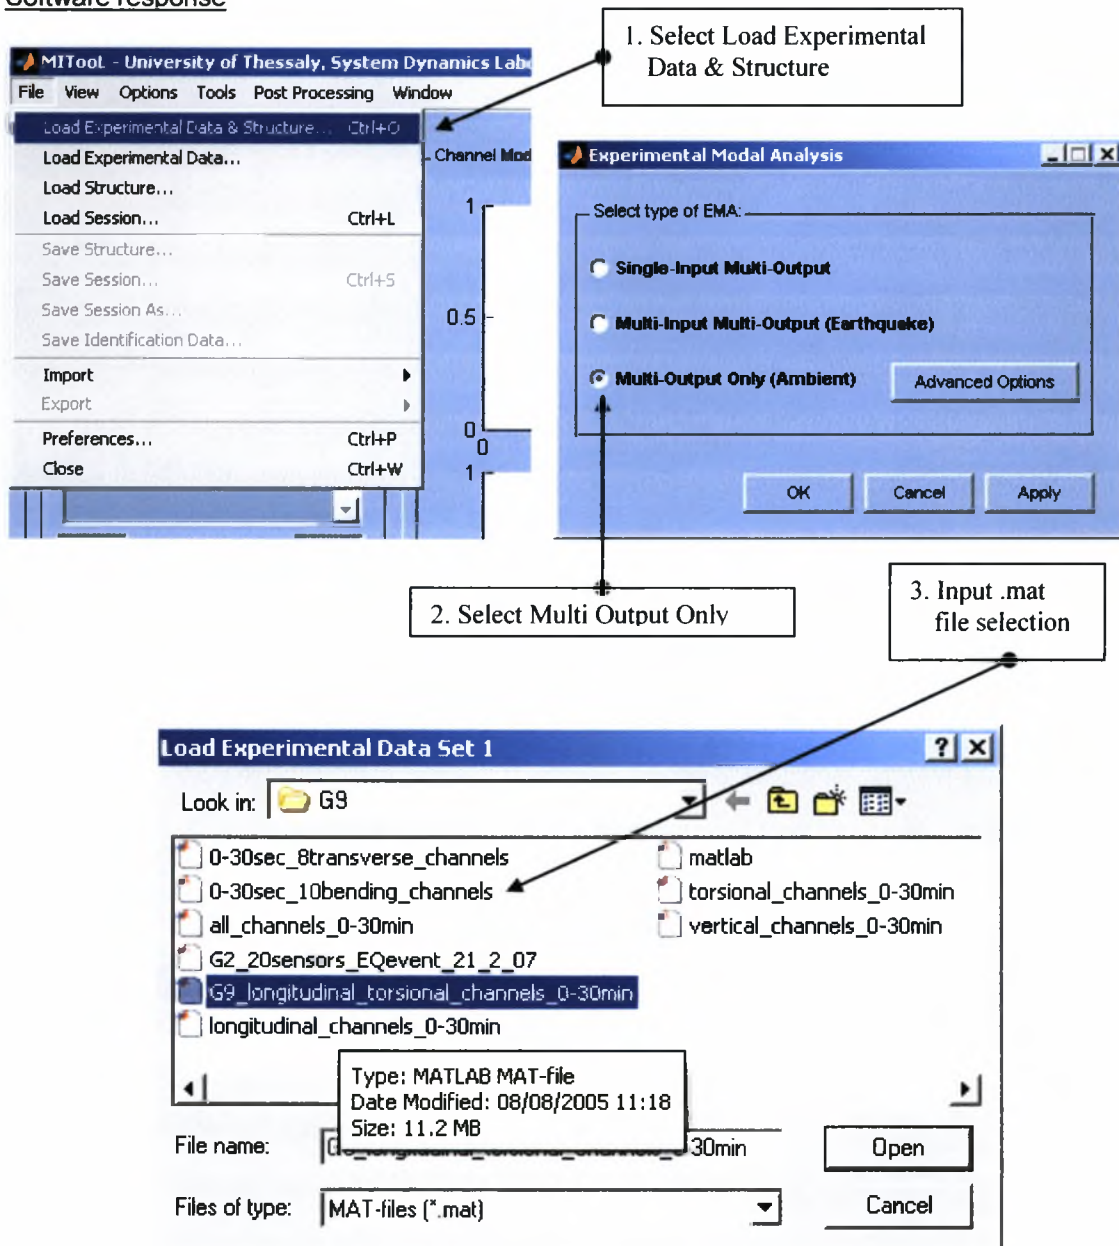 Software response
1. Select Load Experimental
Data & Structure
MITooL - University of Thessaly, System Dynamics Lab
File View Options Tools Post Processing Window
Load Experimental Data & Structure... Ctrl+O
Load Experimental Data...
Load Structure...
Load Session... Ctrl+L
Save Structure...
Save Session... Ctrl+S
Save Session As...
Save Identification Data...
Import
Export
Preferences... Ctrl+P
Close Ctrl+W
Channel Mod
1
0.5
0
0
1
Experimental Modal Analysis
Select type of EMA:
Single-Input Multi-Output
Multi-Input Multi-Output (Earthquake)
Multi-Output Only (Ambient) Advanced Options
OK Cancel Apply
2. Select Multi Output Only
3. Input .mat
file selection
Load Experimental Data Set 1
Look in: G9
0-30sec_8transverse_channels
0-30sec_10bending_channels
all_channels_0-30min
G2_20sensors_EQevent_21_2_07
G9_longitudinal_torsional_channels_0-30min
longitudinal_channels_0-30min
matlab
torsional_channels_0-30min
vertical_channels_0-30min
Type: MATLAB MAT-file
Date Modified: 08/08/2005 11:18
Size: 11.2 MB
File name: 30min Open
Files of type: MAT-files (*.mat) Cancel